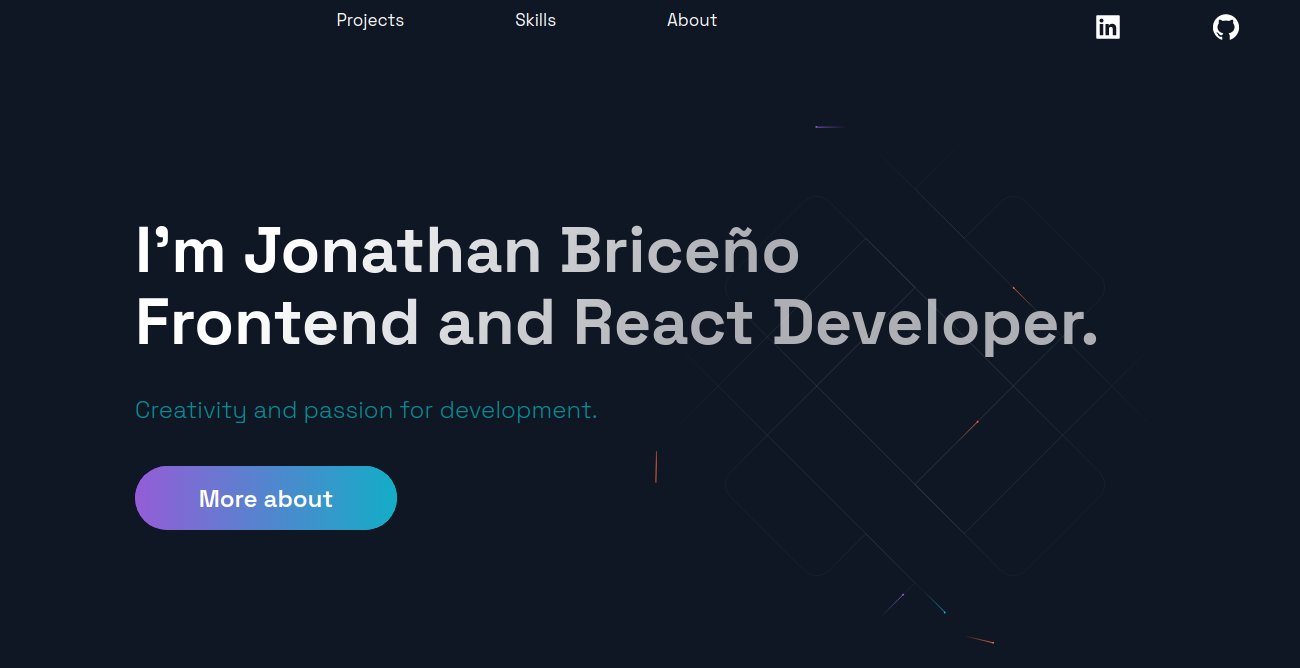 Projects
Skills
About
I’m Jonathan Briceño
Frontend and React Developer.
Creativity and passion for development.
More about